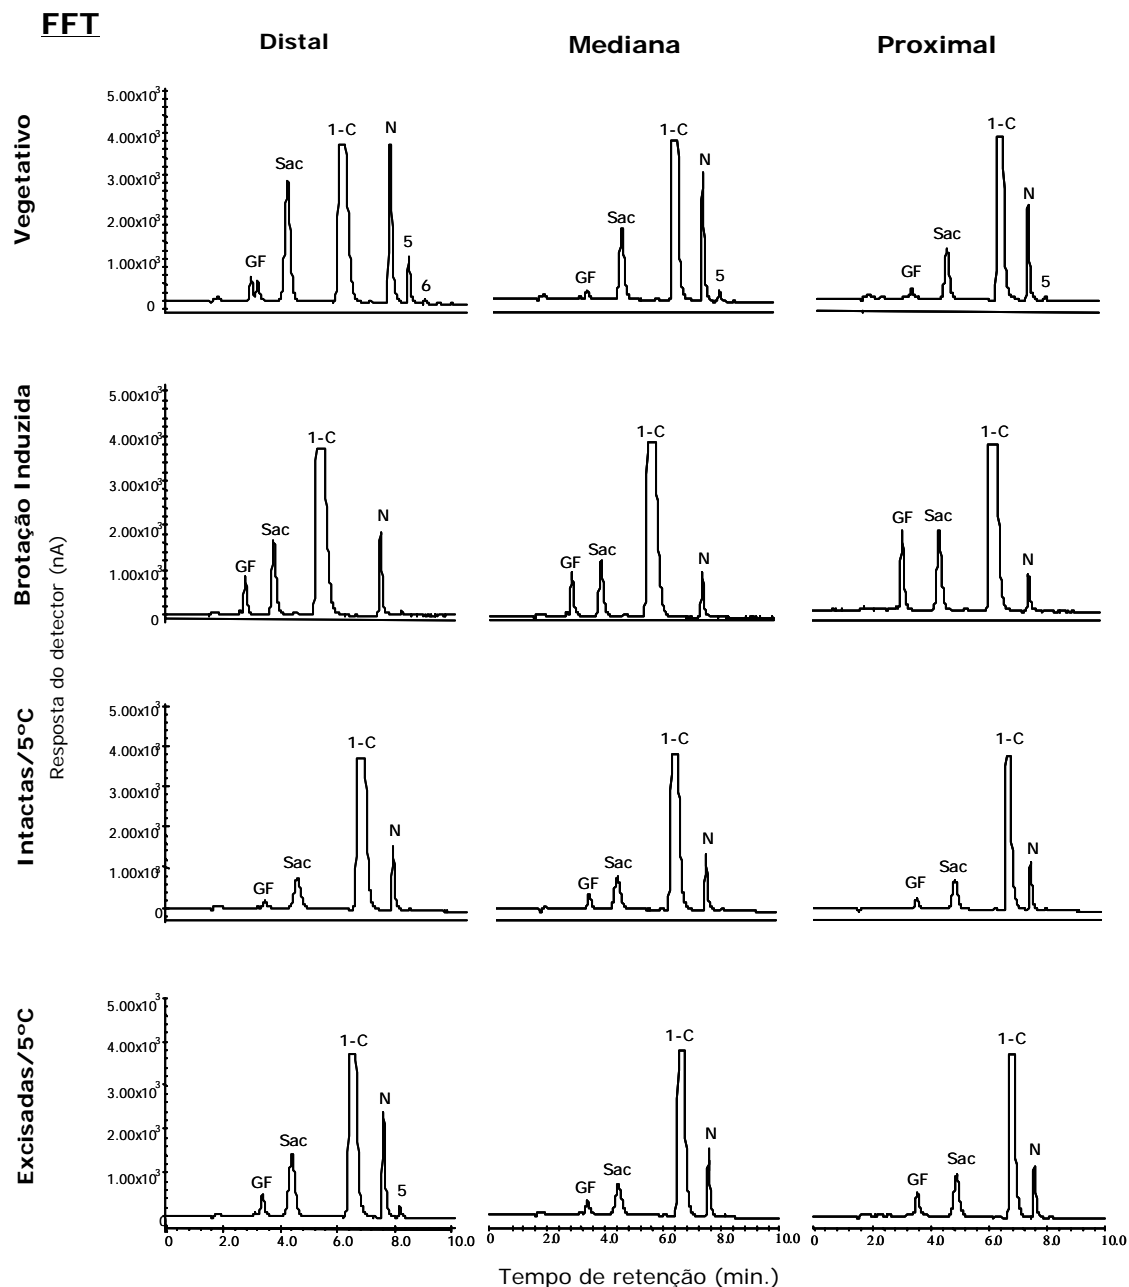 FFT
Distal Mediana Proximal
Vegetativo
5.00x10³
4.00x10³
3.00x10³
2.00x10³
1.00x10³
0
GF Sac 1-C N 5 6
GF Sac 1-C N 5
GF Sac 1-C N 5
Brotação Induzida
5.00x10³
4.00x10³
3.00x10³
2.00x10³
1.00x10³
0
GF Sac 1-C N
GF Sac 1-C N
GF Sac 1-C N
Resposta do detector (nA)
Intactas/5°C
5.00x10³
4.00x10³
3.00x10³
2.00x10³
1.00x10³
0
GF Sac 1-C N
GF Sac 1-C N
GF Sac 1-C N
Excisadas/5°C
5.00x10³
4.00x10³
3.00x10³
2.00x10³
1.00x10³
0
GF Sac 1-C N 5
GF Sac 1-C N
GF Sac 1-C N
0.0 2.0 4.0 6.0 8.0 10.0
0.0 2.0 4.0 6.0 8.0 10.0
0.0 2.0 4.0 6.0 8.0 10.0
Tempo de retenção (min.)